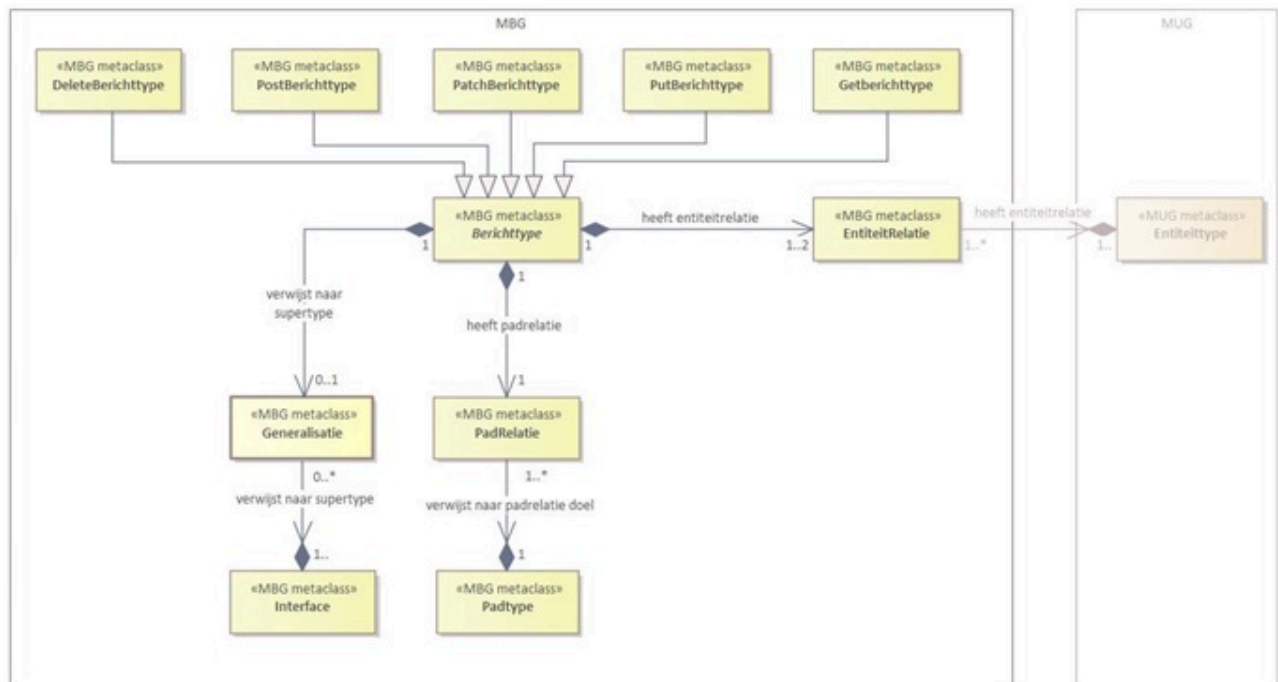 MBG
MUG
«MBG metaclass»
DeleteBerichttype
«MBG metaclass»
PostBerichttype
«MBG metaclass»
PatchBerichttype
«MBG metaclass»
PutBerichttype
«MBG metaclass»
Getberichttype
«MBG metaclass»
Berichttype
1
1
1
heeft entiteitrelatie
1..2
«MBG metaclass»
EntiteitRelatie
1..*
heeft entiteitrelatie
1..
«MUG metaclass»
Entiteittype
verwijst naar
supertype
0..1
heeft padrelatie
1
«MBG metaclass»
Generalisatie
0..*
«MBG metaclass»
PadRelatie
1..*
verwijst naar supertype
1..
verwijst naar padrelatie doel
1
«MBG metaclass»
Interface
«MBG metaclass»
Padtype